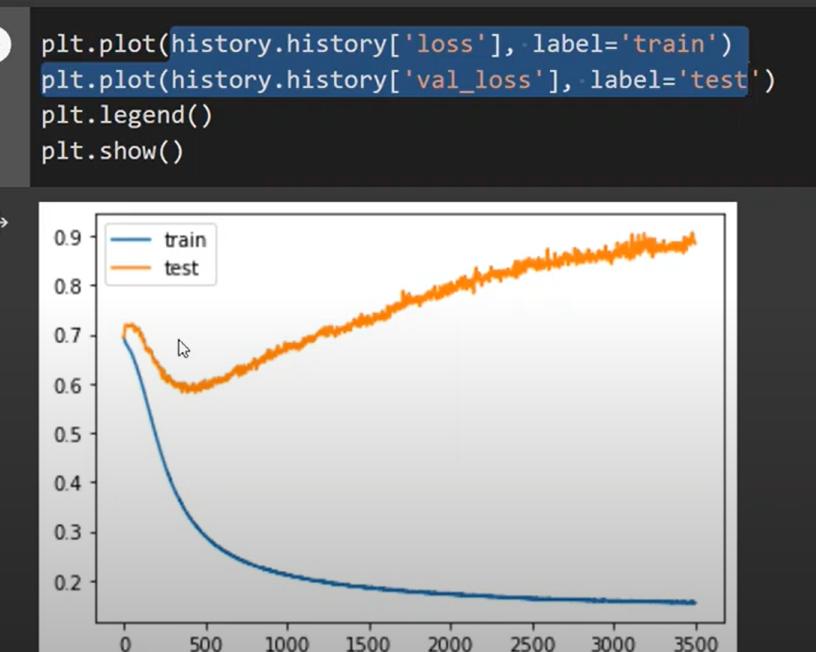 plt.plot(history.history['loss'], label='train')
plt.plot(history.history['val_loss'], label='test')
plt.legend()
plt.show()
train
test
0.9
0.8
0.7
0.6
0.5
0.4
0.3
0.2
0 500 1000 1500 2000 2500 3000 3500